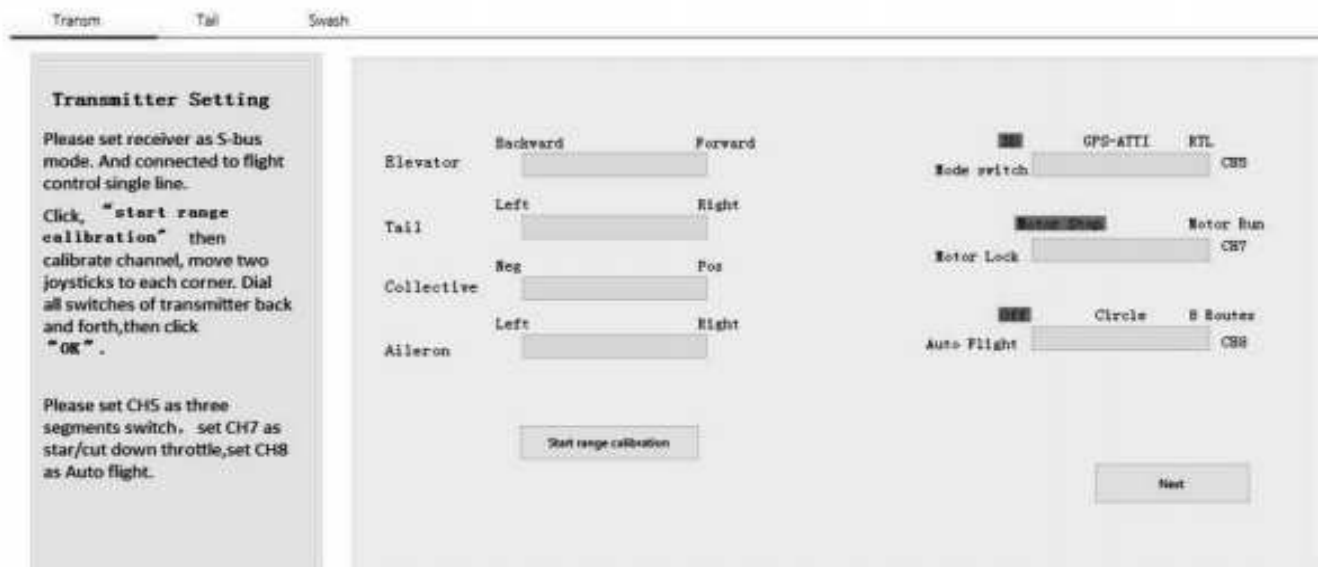 Transm Tail Swash
Transmitter Setting
Please set receiver as S-bus
mode. And connected to flight
control single line.
Click, “start range
calibration” then
calibrate channel, move two
joysticks to each corner. Dial
all switches of transmitter back
and forth,then click
“OK”.
Please set CH5 as three
segments switch, set CH7 as
star/cut down throttle,set CH8
as Auto flight.
Backward Forward
Elevator
Left Right
Tail
Neg Pos
Collective
Left Right
Aileron
Start range calibration
GPS-ATTI RTL
Mode switch CH5
Motor Stop Motor Run
Motor Lock CH7
Off Circle 8 Routes
Auto Flight CH8
Next